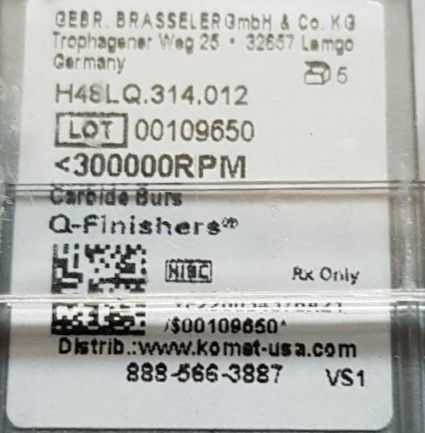 GEBR. BRASSELER GmbH & Co. KG
Trophagener Weg 25 • 32657 Lemgo
Germany
5
H48LQ.314.012
LOT 00109650
<300000RPM
Carbide Burs
Q-Finishers®
HIBC Rx Only
/$00109650*
Distrib.:www.komet-usa.com
888-566-3887 VS1